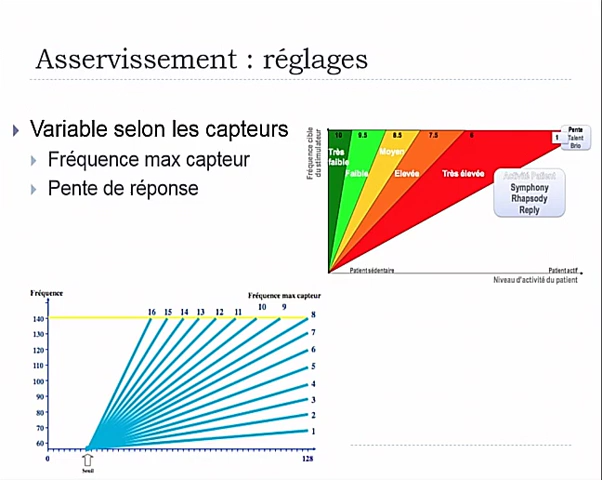 Asservissement : réglages
Variable selon les capteurs
Fréquence max capteur
Pente de réponse
Fréquence cible
du stimulateur
10
8.5
6.5
7.5
6
1
Pente
Talent
Brio
Très
faible
Faible
Moyen
Elevée
Très élevée
Activité Patient
Symphony
Rhapsody
Reply
Patient sédentaire
Patient actif
Niveau d'activité du patient
Fréquence
Fréquence max capteur
16 15 14 13 12 11 10 9 8
7
6
5
4
3
2
1
140
130
120
110
100
90
80
70
60
0
128
Seuil